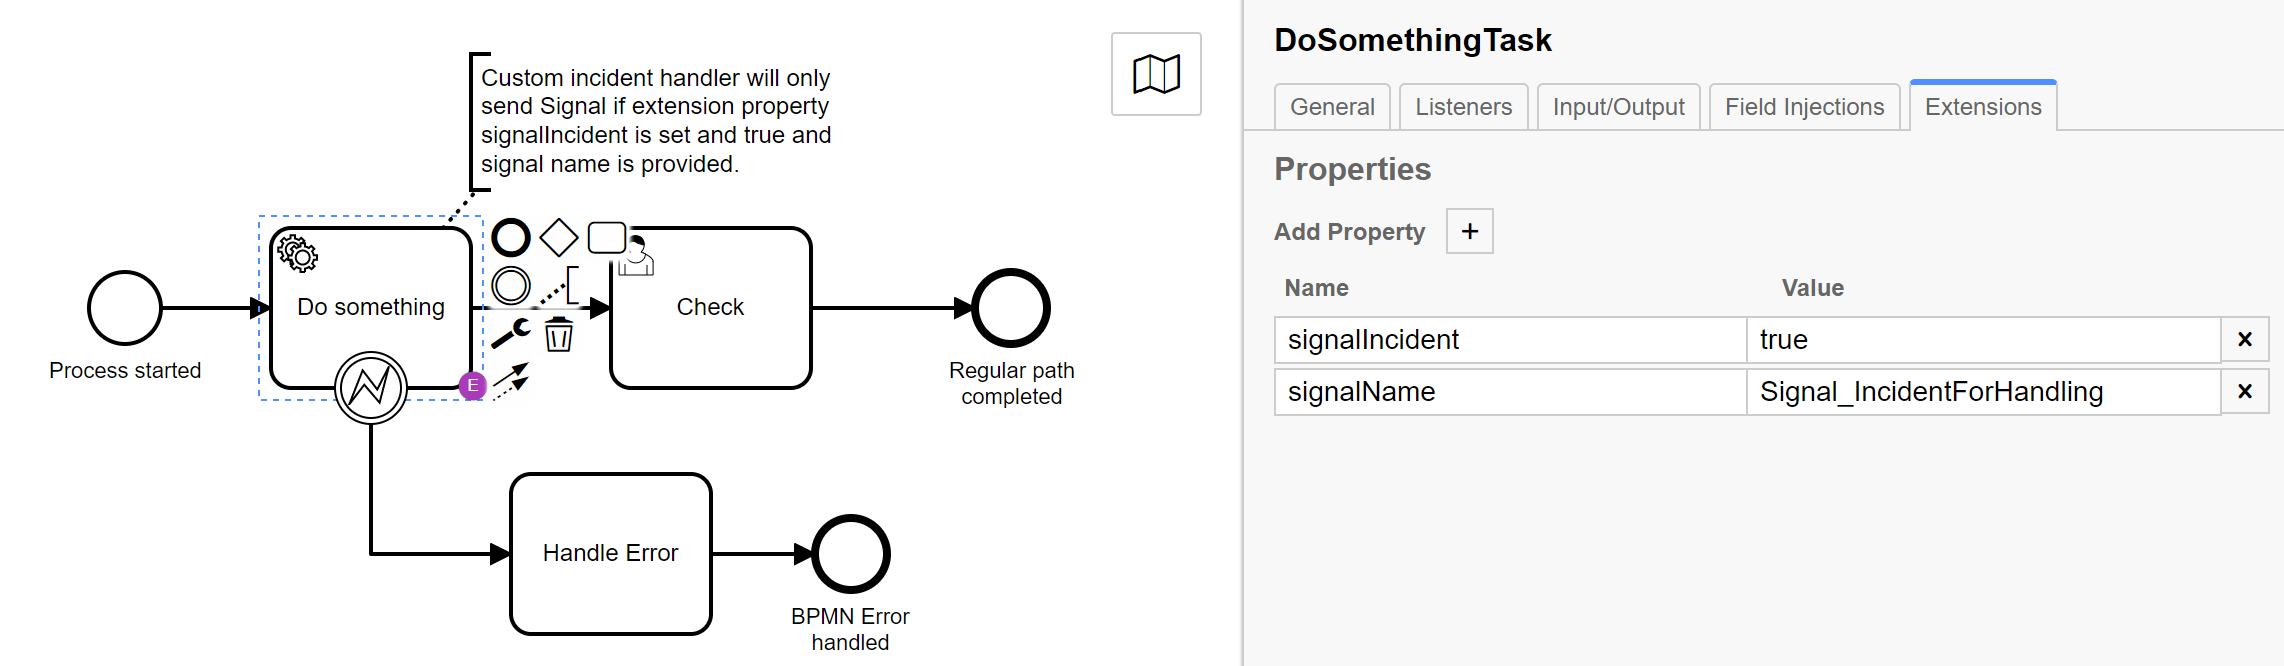 Custom incident handler will only
send Signal if extension property
signalIncident is set and true and
signal name is provided.
Do something
Check
Process started
E
Regular path
completed
Handle Error
BPMN Error
handled
DoSomethingTask
General
Listeners
Input/Output
Field Injections
Extensions
Properties
Add Property +
Name Value
signalIncident true ×
signalName Signal_IncidentForHandling ×